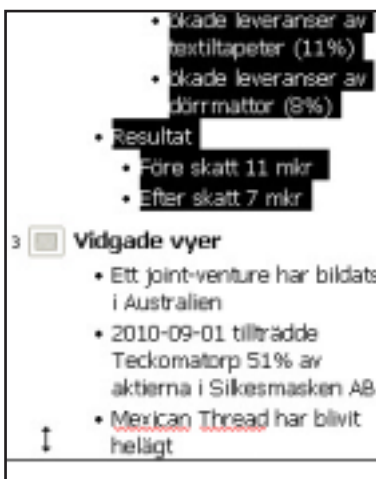 • ökade leveranser av
textiltapeter (11%)
• ökade leveranser av
dörrmattor (8%)
• Resultat
• Före skatt 11 mkr
• Efter skatt 7 mkr
3 Vidgade vyer
• Ett joint-venture har bildats
i Australien
• 2010-09-01 tillträdde
Teckomatorp 51% av
aktierna i Silkesmasken AB
• Mexican Thread har blivit
helägt